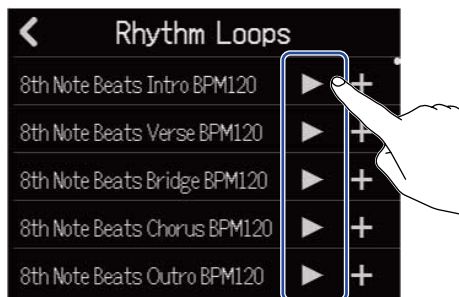 Rhythm Loops
8th Note Beats Intro BPM120
8th Note Beats Verse BPM120
8th Note Beats Bridge BPM120
8th Note Beats Chorus BPM120
8th Note Beats Outro BPM120